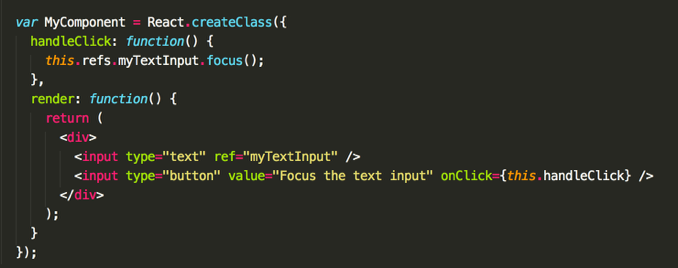 var MyComponent = React.createClass({
  handleClick: function() {
    this.refs.myTextInput.focus();
  },
  render: function() {
    return (
      <div>
        <input type="text" ref="myTextInput" />
        <input type="button" value="Focus the text input" onClick={this.handleClick} />
      </div>
    );
  }
});